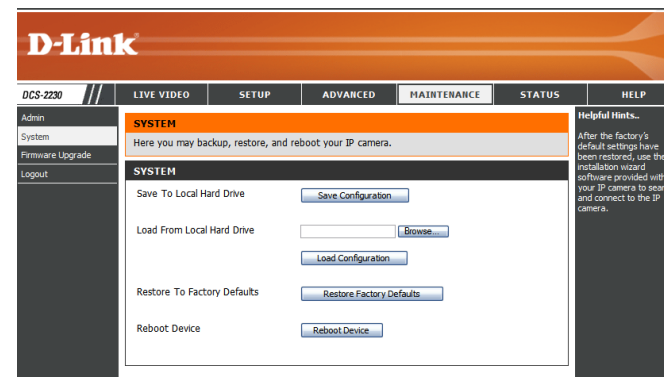 D-Link
DCS-2230 // LIVE VIDEO SETUP ADVANCED MAINTENANCE STATUS HELP
Admin
System
Firmware Upgrade
Logout
SYSTEM
Here you may backup, restore, and reboot your IP camera.
SYSTEM
Save To Local Hard Drive Save Configuration
Load From Local Hard Drive Browse...
Load Configuration
Restore To Factory Defaults Restore Factory Defaults
Reboot Device Reboot Device
Helpful Hints..
After the factory's
default settings have
been restored, use the
installation wizard
software provided with
your IP camera to sear
and connect to the IP
camera.